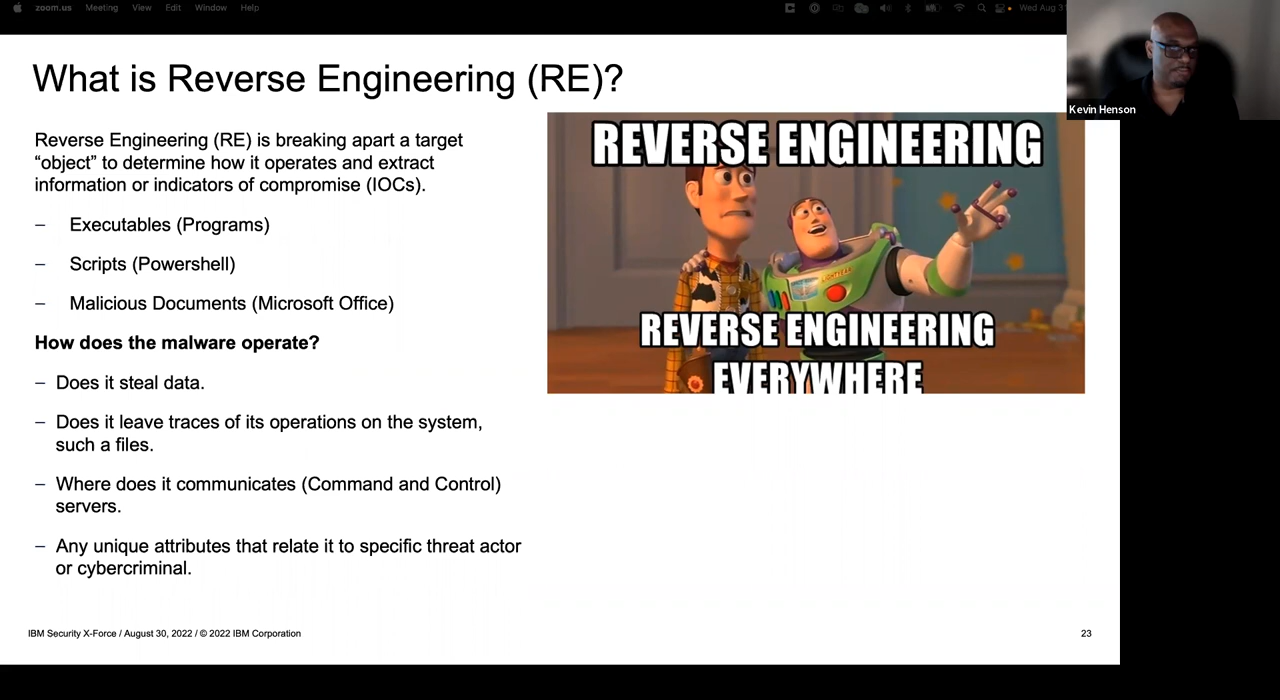 zoom.us Meeting View Edit Window Help
Wed Aug 31
What is Reverse Engineering (RE)?
Kevin Henson
Reverse Engineering (RE) is breaking apart a target
“object” to determine how it operates and extract
information or indicators of compromise (IOCs).
– Executables (Programs)
– Scripts (Powershell)
– Malicious Documents (Microsoft Office)
How does the malware operate?
– Does it steal data.
– Does it leave traces of its operations on the system,
such a files.
– Where does it communicates (Command and Control)
servers.
– Any unique attributes that relate it to specific threat actor
or cybercriminal.
REVERSE ENGINEERING
LIGHTYEAR
REVERSE ENGINEERING
EVERYWHERE
IBM Security X-Force / August 30, 2022 / © 2022 IBM Corporation
23